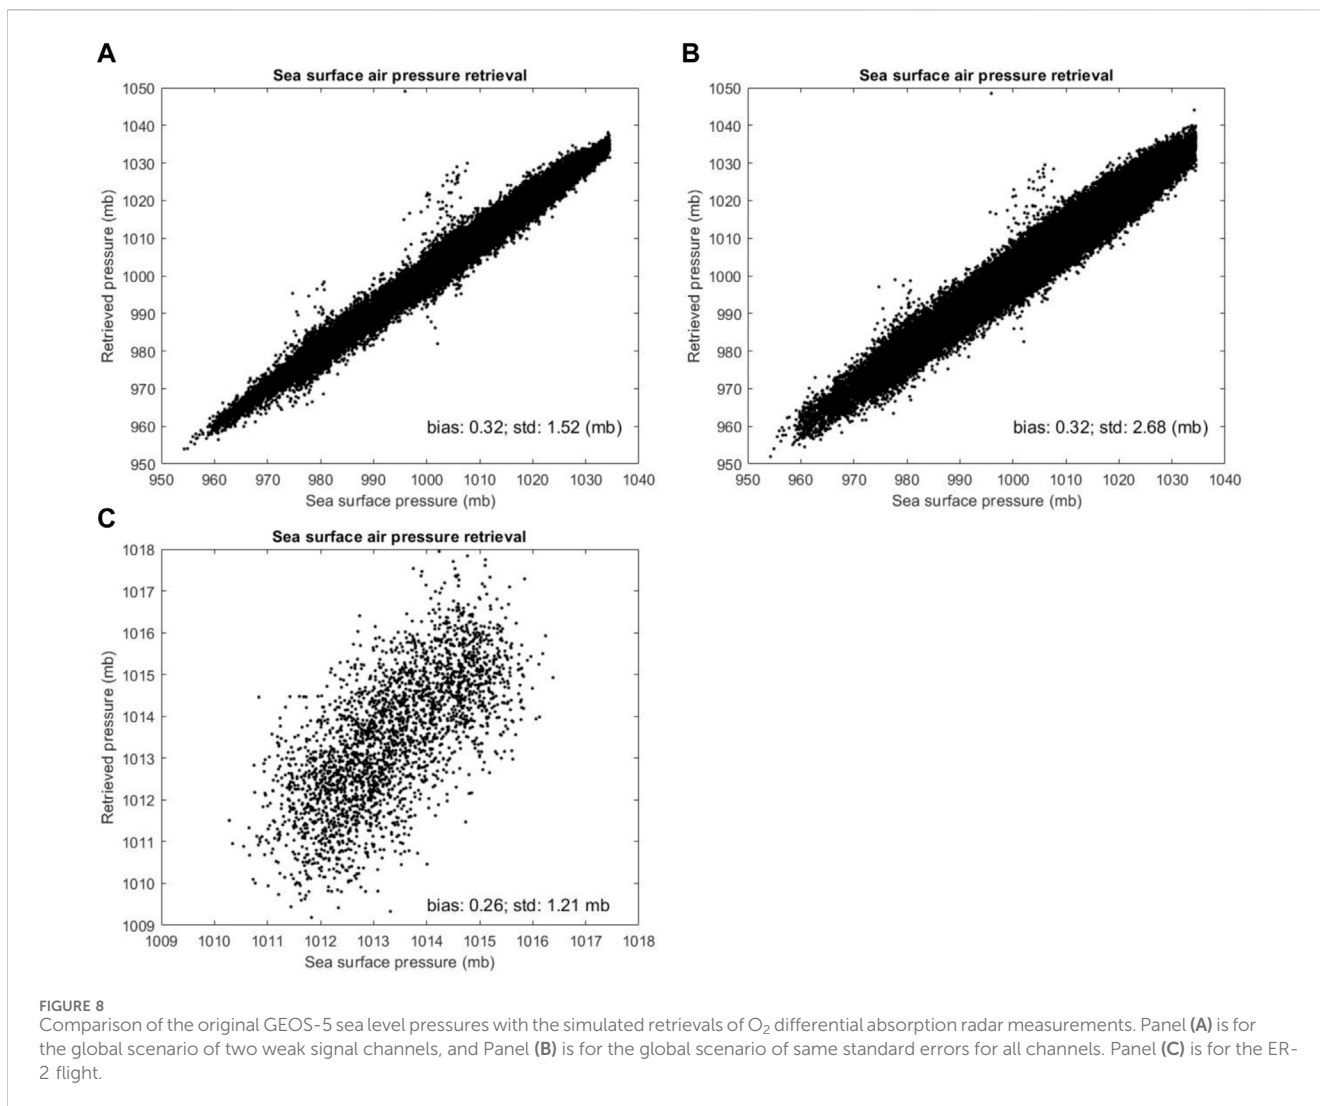 A
Sea surface air pressure retrieval
1050
1040
1030
1020
1010
1000
990
980
970
960
950
Retrieved pressure (mb)
bias: 0.32; std: 1.52 (mb)
950 960 970 980 990 1000 1010 1020 1030 1040
Sea surface pressure (mb)
B
Sea surface air pressure retrieval
1050
1040
1030
1020
1010
1000
990
980
970
960
950
Retrieved pressure (mb)
bias: 0.32; std: 2.68 (mb)
950 960 970 980 990 1000 1010 1020 1030 1040
Sea surface pressure (mb)
C
Sea surface air pressure retrieval
1018
1017
1016
1015
1014
1013
1012
1011
1010
1009
Retrieved pressure (mb)
bias: 0.26; std: 1.21 mb
1009 1010 1011 1012 1013 1014 1015 1016 1017 1018
Sea surface pressure (mb)
FIGURE 8
Comparison of the original GEOS-5 sea level pressures with the simulated retrievals of O₂ differential absorption radar measurements. Panel (A) is for
the global scenario of two weak signal channels, and Panel (B) is for the global scenario of same standard errors for all channels. Panel (C) is for the ER-
2 flight.